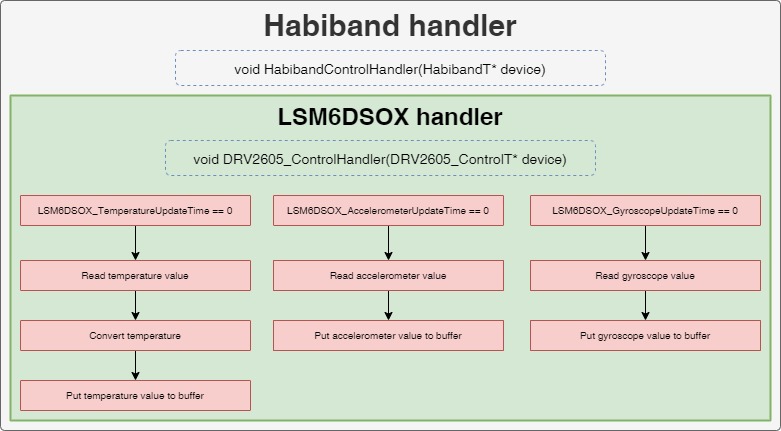 Habiband handler
void HabibandControlHandler(HabibandT* device)
LSM6DSOX handler
void DRV2605_ControlHandler(DRV2605_ControlT* device)
LSM6DSOX_TemperatureUpdateTime == 0
LSM6DSOX_AccelerometerUpdateTime == 0
LSM6DSOX_GyroscopeUpdateTime == 0
Read temperature value
Read accelerometer value
Read gyroscope value
Convert temperature
Put accelerometer value to buffer
Put gyroscope value to buffer
Put temperature value to buffer